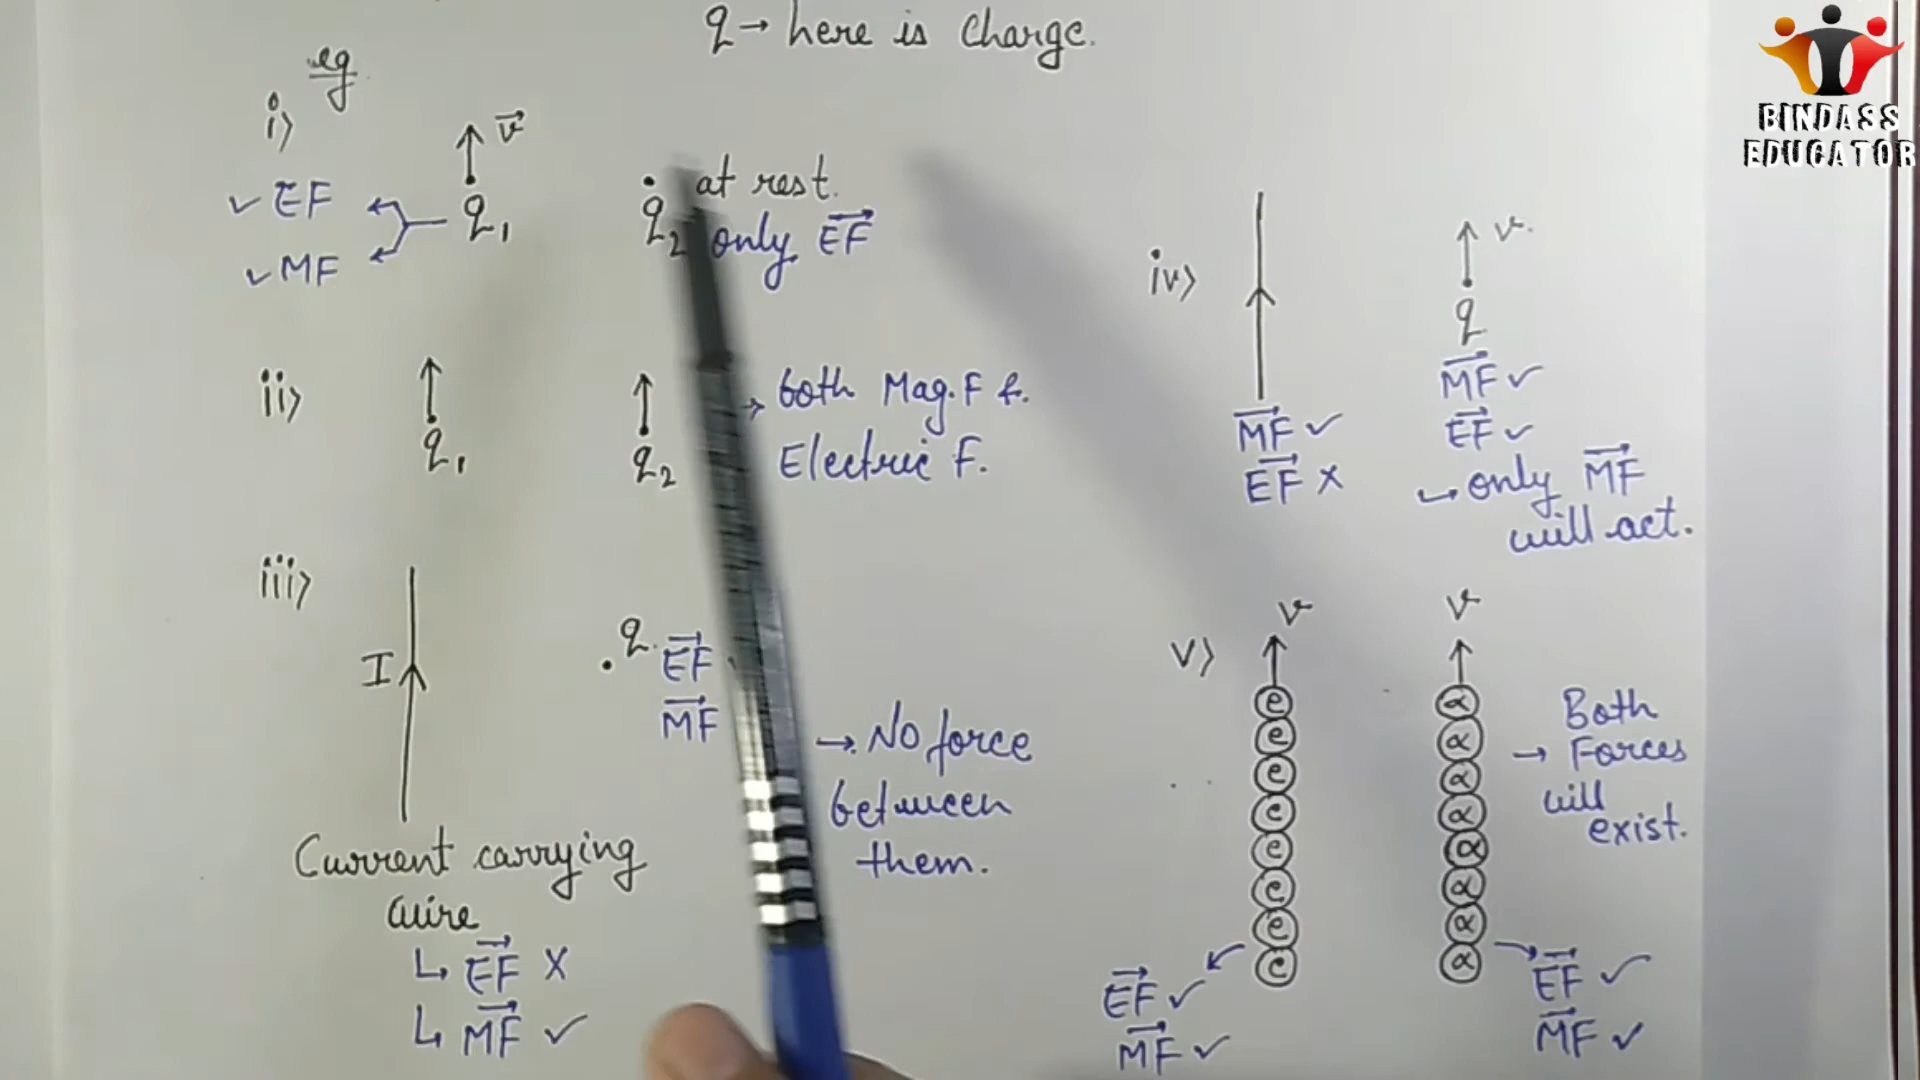 q → here is charge.
eg
i>
v
EF
MF
q1
at rest.
q2 only EF
ii>
q1
q2
→ both Mag.F &.
Electric F.
iii>
I
q.
EF
MF
→ No force
between
them.
Current carrying
wire
EF X
MF ✓
iv>
MF ✓
EF X
v.
q
MF ✓
EF ✓
only MF
will act.
v>
v
v
e α
e α
e α
e α
e α
e α
e α
e α
→ Both
Forces
will
exist.
EF ✓
MF ✓
EF ✓
MF ✓
BINDASS
EDUCATOR